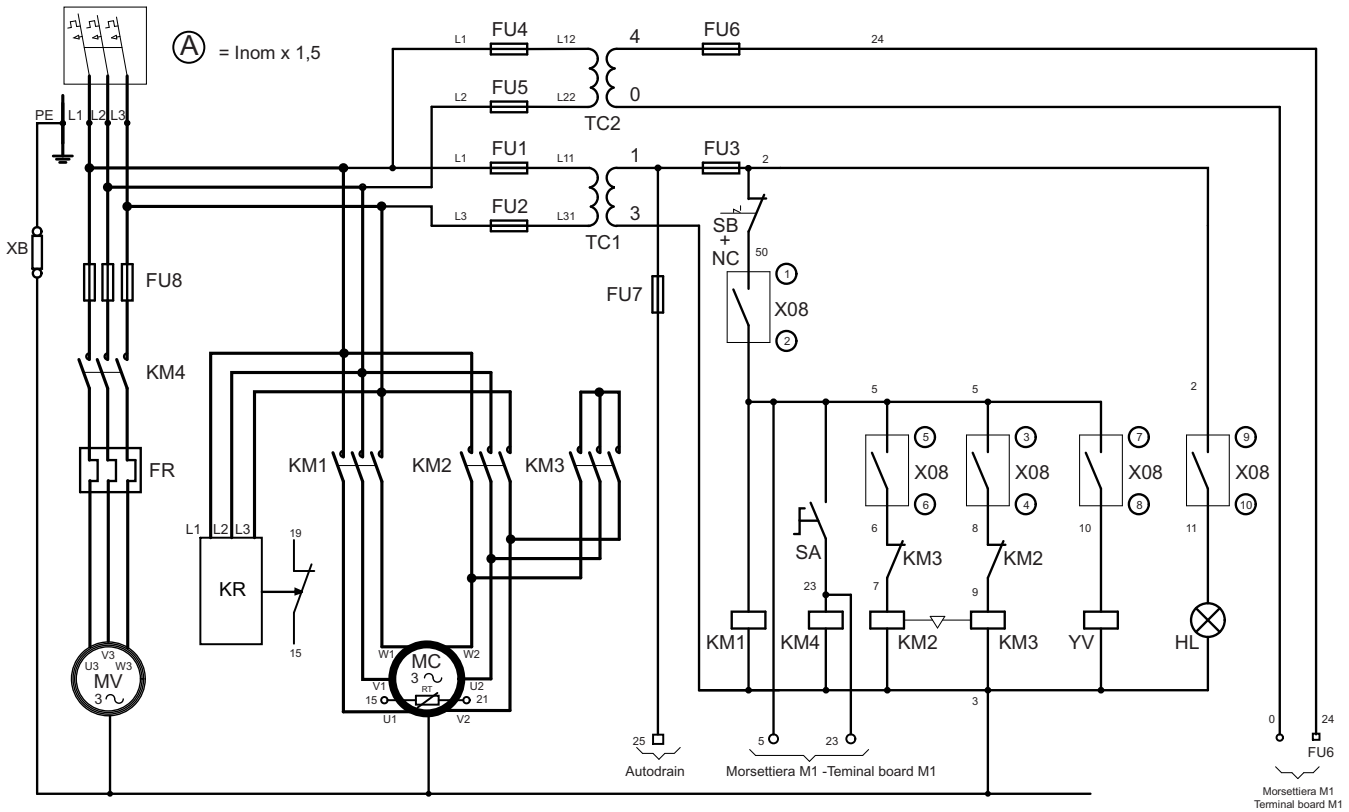 A = Inom x 1,5
L1 FU4 L12 4 FU6 24
L2 FU5 L22 0
TC2
PE L1 L2 L3
L1 FU1 L11 1 FU3 2
L3 FU2 L31 3
TC1
SB
+
NC 50
XB
FU8
FU7
1
X08
2
KM4
5 5 2
FR
KM1 KM2 KM3
5 3 7 9
X08 X08 X08 X08
6 4 8 10
6 8 10 11
L1 L2 L3
19
KR
15
SA
KM3 KM2
23 7 9
KM1 KM4 KM2 KM3 YV HL
V3
U3 W3
MV
3
W1 MC W2
3
V1 RT U2
15 21
U1 V2
3
25 5 23 0 24
FU6
Autodrain
Morsettiera M1 -Teminal board M1
Morsettiera M1
Terminal board M1